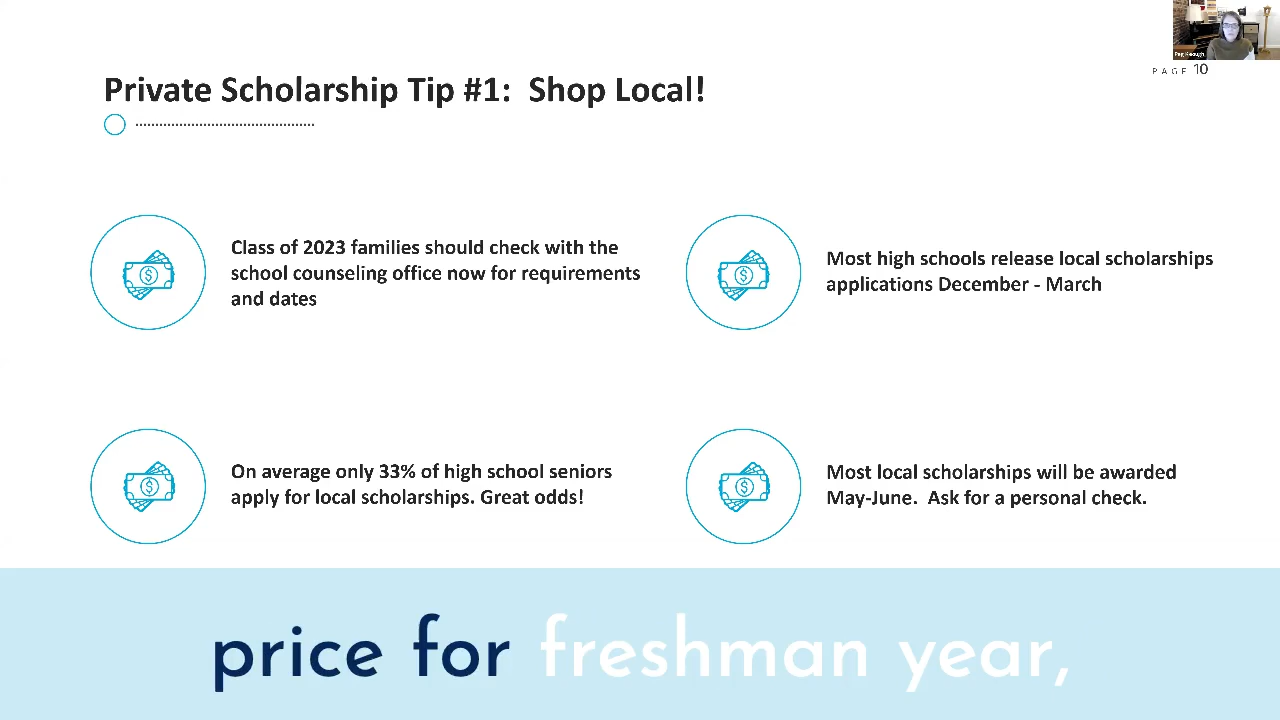 Peg Keough
PAGE 10
Private Scholarship Tip #1: Shop Local!
Class of 2023 families should check with the
school counseling office now for requirements
and dates
Most high schools release local scholarships
applications December - March
On average only 33% of high school seniors
apply for local scholarships. Great odds!
Most local scholarships will be awarded
May-June. Ask for a personal check.
price for freshman year,